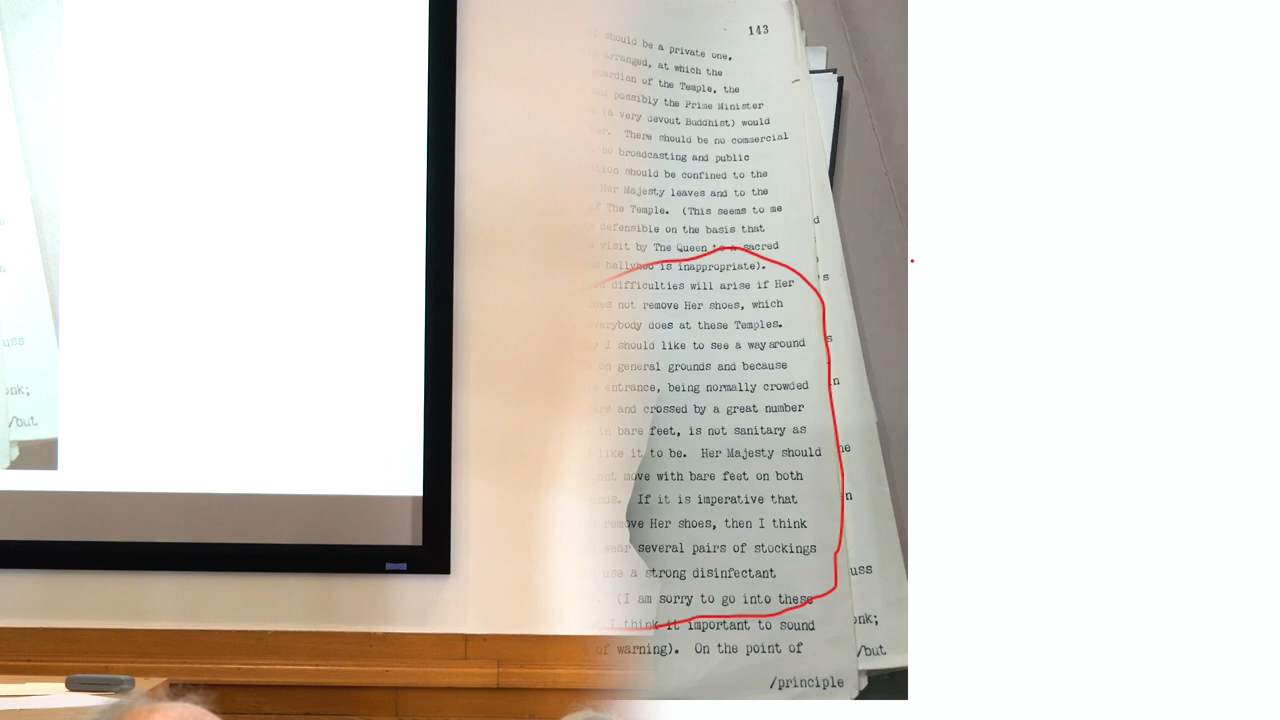 143
should be a private one,
arranged, at which the
guardian of the Temple, the
possibly the Prime Minister
(a very devout Buddhist) would
There should be no commercial
no broadcasting and public
should be confined to the
Her Majesty leaves and to the
The Temple. (This seems to me
defensible on the basis that
visit by The Queen to a sacred
ballyhoo is inappropriate).
difficulties will arise if Her
does not remove Her shoes, which
everybody does at these Temples.
I should like to see a way around
on general grounds and because
entrance, being normally crowded
and crossed by a great number
in bare feet, is not sanitary as
like it to be. Her Majesty should
move with bare feet on both
If it is imperative that
remove Her shoes, then I think
wear several pairs of stockings
use a strong disinfectant
(I am sorry to go into these
I think it important to sound
of warning). On the point of
/principle
uss
onk;
/but
uss
onk;
/but